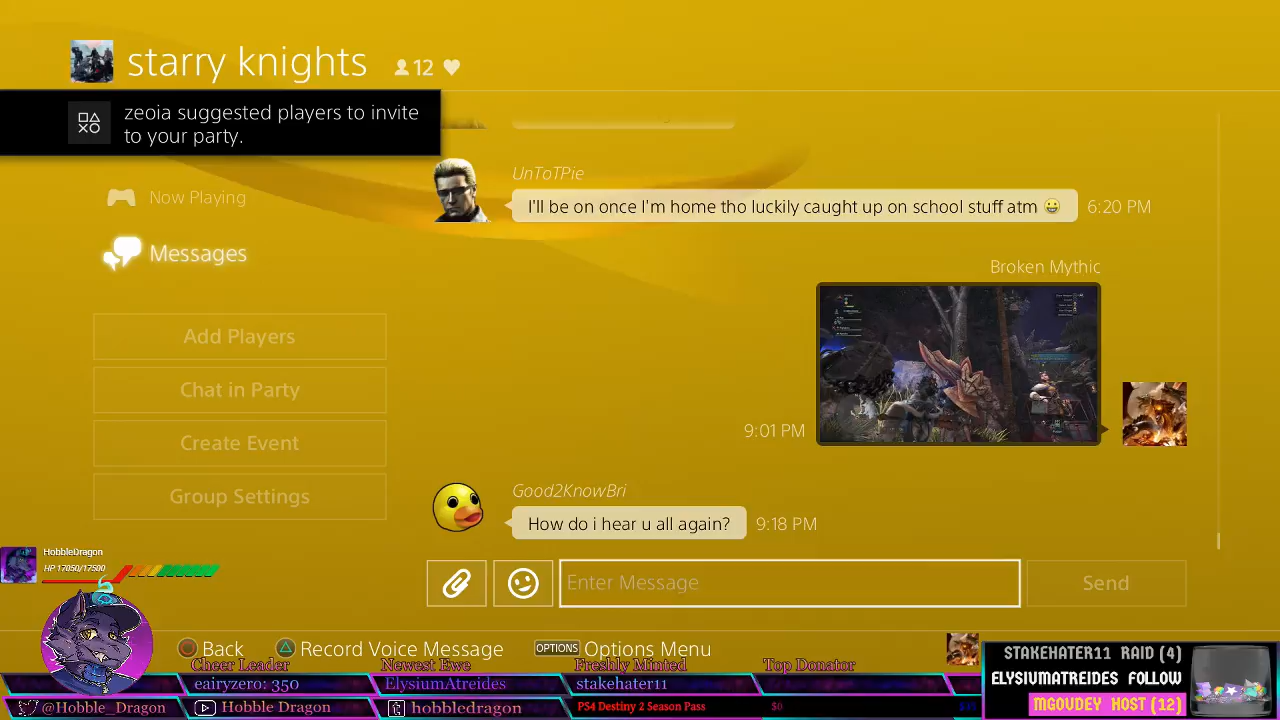 starry knights
12
zeoia suggested players to invite
to your party.
Now Playing
Messages
Add Players
Chat in Party
Create Event
Group Settings
UnToTPie
I'll be on once I'm home tho luckily caught up on school stuff atm 😀
6:20 PM
Broken Mythic
9:01 PM
Good2KnowBri
How do i hear u all again?
9:18 PM
Enter Message
Send
Back
Record Voice Message
OPTIONS
Options Menu
HobbleDragon
HP 17050/17500
Cheer Leader
Newest Ewe
Freshly Minted
Top Donator
eairyzero: 350
ElysiumAtreides
stakehater11
@Hobble_Dragon
Hobble Dragon
hobbledragon
PS4 Destiny 2 Season Pass
$0
STAKEHATER11 RAID (4)
ELYSIUMATREIDES FOLLOW
MGOVDEY HOST (12)